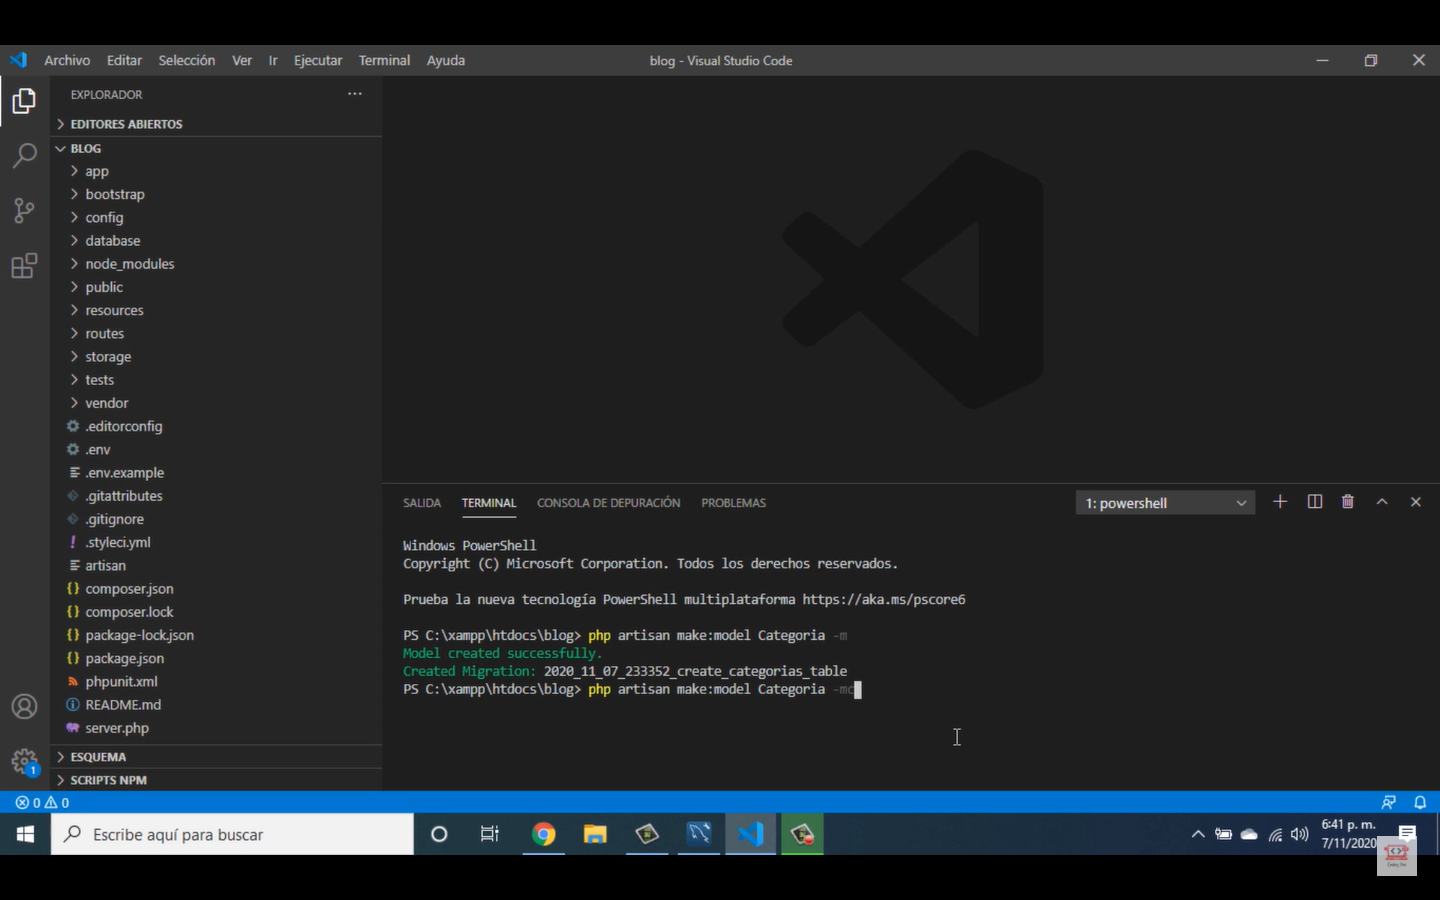 Archivo Editar Selección Ver Ir Ejecutar Terminal Ayuda
blog - Visual Studio Code
EXPLORADOR
EDITORES ABIERTOS
BLOG
app
bootstrap
config
database
node_modules
public
resources
routes
storage
tests
vendor
.editorconfig
.env
.env.example
.gitattributes
.gitignore
.styleci.yml
artisan
composer.json
composer.lock
package-lock.json
package.json
phpunit.xml
README.md
server.php
ESQUEMA
SCRIPTS NPM
1
SALIDA TERMINAL CONSOLA DE DEPURACIÓN PROBLEMAS
1: powershell
Windows PowerShell
Copyright (C) Microsoft Corporation. Todos los derechos reservados.
Prueba la nueva tecnología PowerShell multiplataforma https://aka.ms/pscore6
PS C:\xampp\htdocs\blog> php artisan make:model Categoria -m
Model created successfully.
Created Migration: 2020_11_07_233352_create_categorias_table
PS C:\xampp\htdocs\blog> php artisan make:model Categoria -mc
0 0
Escribe aquí para buscar
6:41 p. m.
7/11/2020